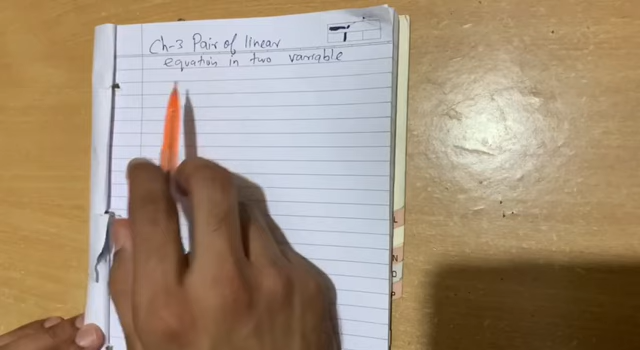 Ch-3 Pair of linear
equation in two variable
L
N
O
P